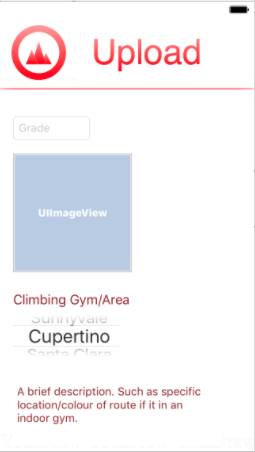 Upload
Grade
UIImageView
Climbing Gym/Area
Sunnyvale
Cupertino
Santa Clara
A brief description. Such as specific
location/colour of route if it in an
indoor gym.